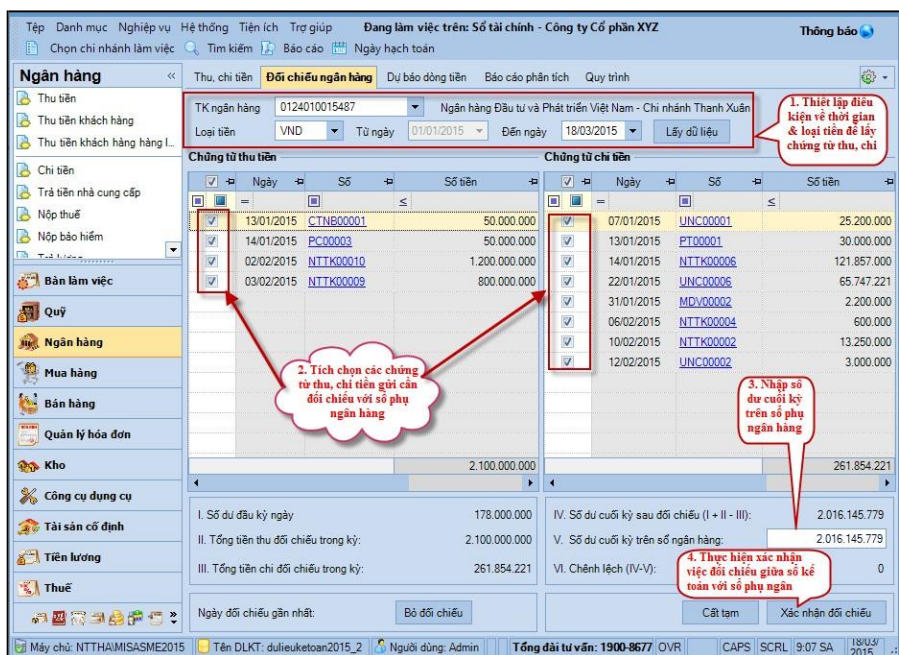 Tệp Danh mục Nghiệp vụ Hệ thống Tiện ích Trợ giúp Đang làm việc trên: Sổ tài chính - Công ty Cổ phần XYZ Thông báo
Chọn chi nhánh làm việc Tìm kiếm Báo cáo Ngày hạch toán
Ngân hàng «
Thu tiền
Thu tiền khách hàng
Thu tiền khách hàng hàng l...
Chi tiền
Trả tiền nhà cung cấp
Nộp thuế
Nộp bảo hiểm
Bàn làm việc
Quỹ
Ngân hàng
Mua hàng
Bán hàng
Quản lý hóa đơn
Kho
Công cụ dụng cụ
Tài sản cố định
Tiền lương
Thuế
Thu, chi tiền Đối chiếu ngân hàng Dự báo dòng tiền Báo cáo phân tích Quy trình
TK ngân hàng 0124010015487 Ngân hàng Đầu tư và Phát triển Việt Nam - Chi nhánh Thanh Xuân
Loại tiền VND Từ ngày 01/01/2015 Đến ngày 18/03/2015 Lấy dữ liệu
1. Thiết lập điều
kiện về thời gian
& loại tiền để lấy
chứng từ thu, chi
Chứng từ thu tiền
Ngày Số Số tiền
= ≤
13/01/2015 CTNB00001 50.000.000
14/01/2015 PC00003 50.000.000
02/02/2015 NTTK00010 1.200.000.000
03/02/2015 NTTK00009 800.000.000
2.100.000.000
Chứng từ chi tiền
Ngày Số Số tiền
= ≤
07/01/2015 UNC00001 25.200.000
13/01/2015 PT00001 30.000.000
14/01/2015 NTTK00006 121.857.000
22/01/2015 UNC00006 65.747.221
31/01/2015 MDV00002 2.200.000
06/02/2015 NTTK00004 600.000
10/02/2015 NTTK00002 13.250.000
12/02/2015 UNC00002 3.000.000
261.854.221
2. Tích chọn các chứng
từ thu, chi tiền gửi cần
đối chiếu với sổ phụ
ngân hàng
3. Nhập số
dư cuối kỳ
trên sổ phụ
ngân hàng
I. Số dư đầu kỳ ngày 178.000.000
II. Tổng tiền thu đối chiếu trong kỳ: 2.100.000.000
III. Tổng tiền chi đối chiếu trong kỳ: 261.854.221
IV. Số dư cuối kỳ sau đối chiếu (I + II - III): 2.016.145.779
V. Số dư cuối kỳ trên sổ ngân hàng: 2.016.145.779
VI. Chênh lệch (IV-V): 0
4. Thực hiện xác nhận
việc đối chiếu giữa sổ kế
toán với sổ phụ ngân
Ngày đối chiếu gần nhất: Bỏ đối chiếu Cất tạm Xác nhận đối chiếu
Máy chủ: NTTHA\MISASME2015 Tên DLKT: dulieuketoan2015_2 Người dùng: Admin Tổng đài tư vấn: 1900-8677 OVR CAPS SCRL 9:07 SA 18/03/
2015